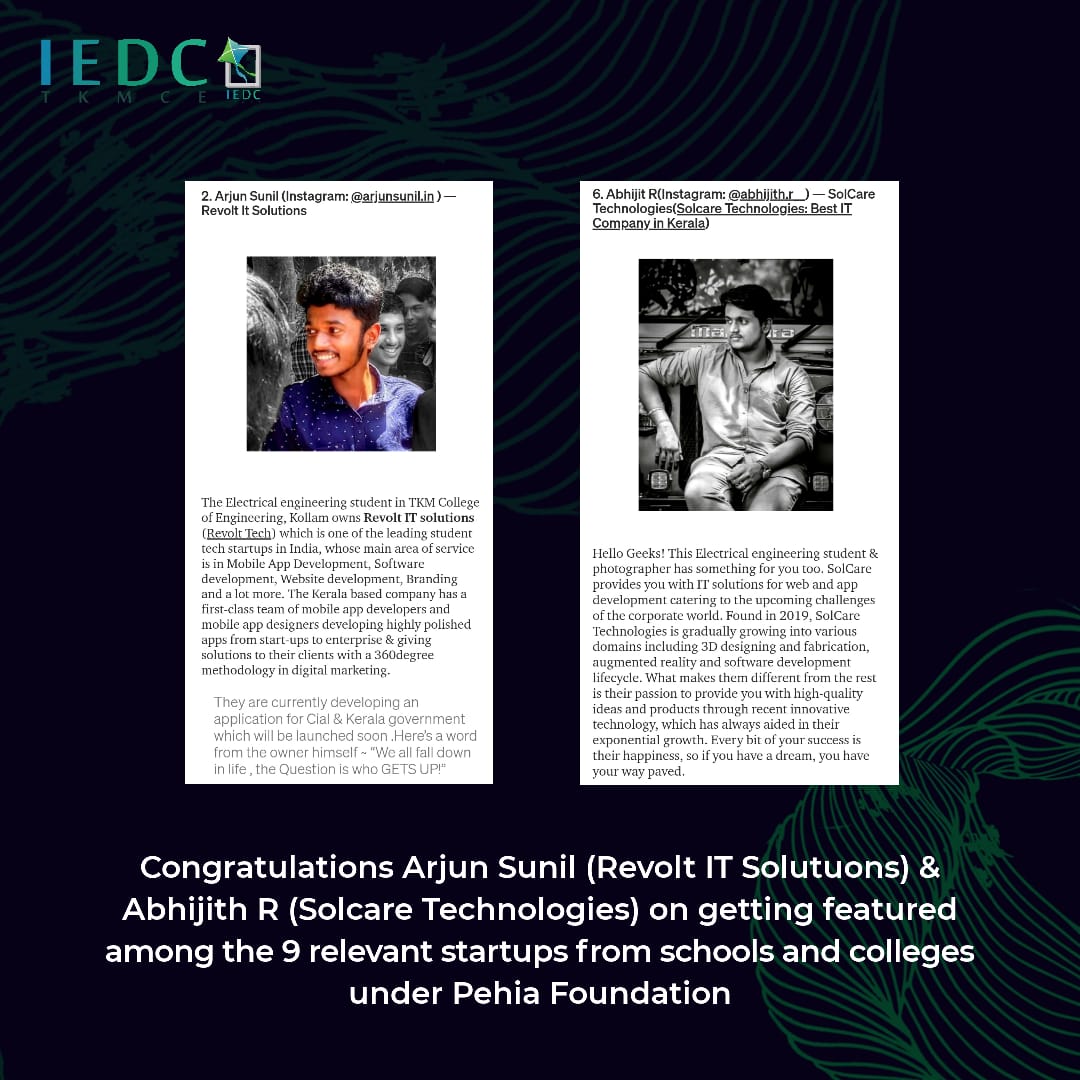 IEDC
TKMCE
IEDC
2. Arjun Sunil (Instagram: @arjunsunil.in ) —
Revolt It Solutions
The Electrical engineering student in TKM College
of Engineering, Kollam owns Revolt IT solutions
(Revolt Tech) which is one of the leading student
tech startups in India, whose main area of service
is in Mobile App Development, Software
development, Website development, Branding
and a lot more. The Kerala based company has a
first-class team of mobile app developers and
mobile app designers developing highly polished
apps from start-ups to enterprise & giving
solutions to their clients with a 360degree
methodology in digital marketing.
They are currently developing an
application for Cial & Kerala government
which will be launched soon .Here's a word
from the owner himself ~ “We all fall down
in life , the Question is who GETS UP!”
6. Abhijit R(Instagram: @abhijith.r__) — SolCare
Technologies(Solcare Technologies: Best IT
Company in Kerala)
Hello Geeks! This Electrical engineering student &
photographer has something for you too. SolCare
provides you with IT solutions for web and app
development catering to the upcoming challenges
of the corporate world. Found in 2019, SolCare
Technologies is gradually growing into various
domains including 3D designing and fabrication,
augmented reality and software development
lifecycle. What makes them different from the rest
is their passion to provide you with high-quality
ideas and products through recent innovative
technology, which has always aided in their
exponential growth. Every bit of your success is
their happiness, so if you have a dream, you have
your way paved.
Congratulations Arjun Sunil (Revolt IT Solutuons) &
Abhijith R (Solcare Technologies) on getting featured
among the 9 relevant startups from schools and colleges
under Pehia Foundation